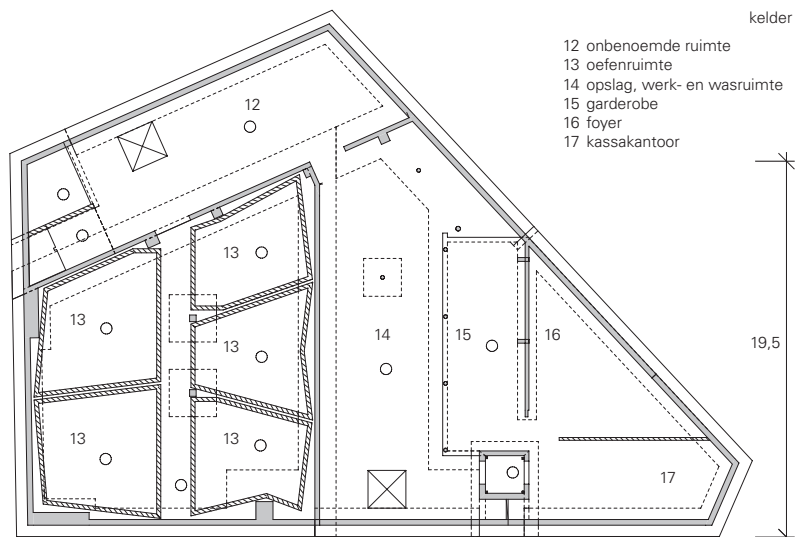 kelder
12 onbenoemde ruimte
13 oefenruimte
14 opslag, werk- en wasruimte
15 garderobe
16 foyer
17 kassakantoor
12
13
13
13
13
13
14
15
16
19,5
17